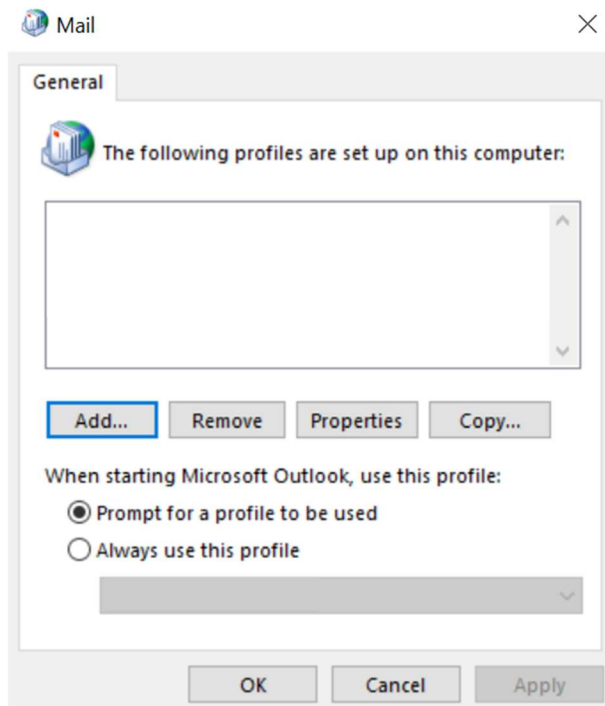 Mail
General
The following profiles are set up on this computer:
Add...
Remove
Properties
Copy...
When starting Microsoft Outlook, use this profile:
Prompt for a profile to be used
Always use this profile
OK
Cancel
Apply